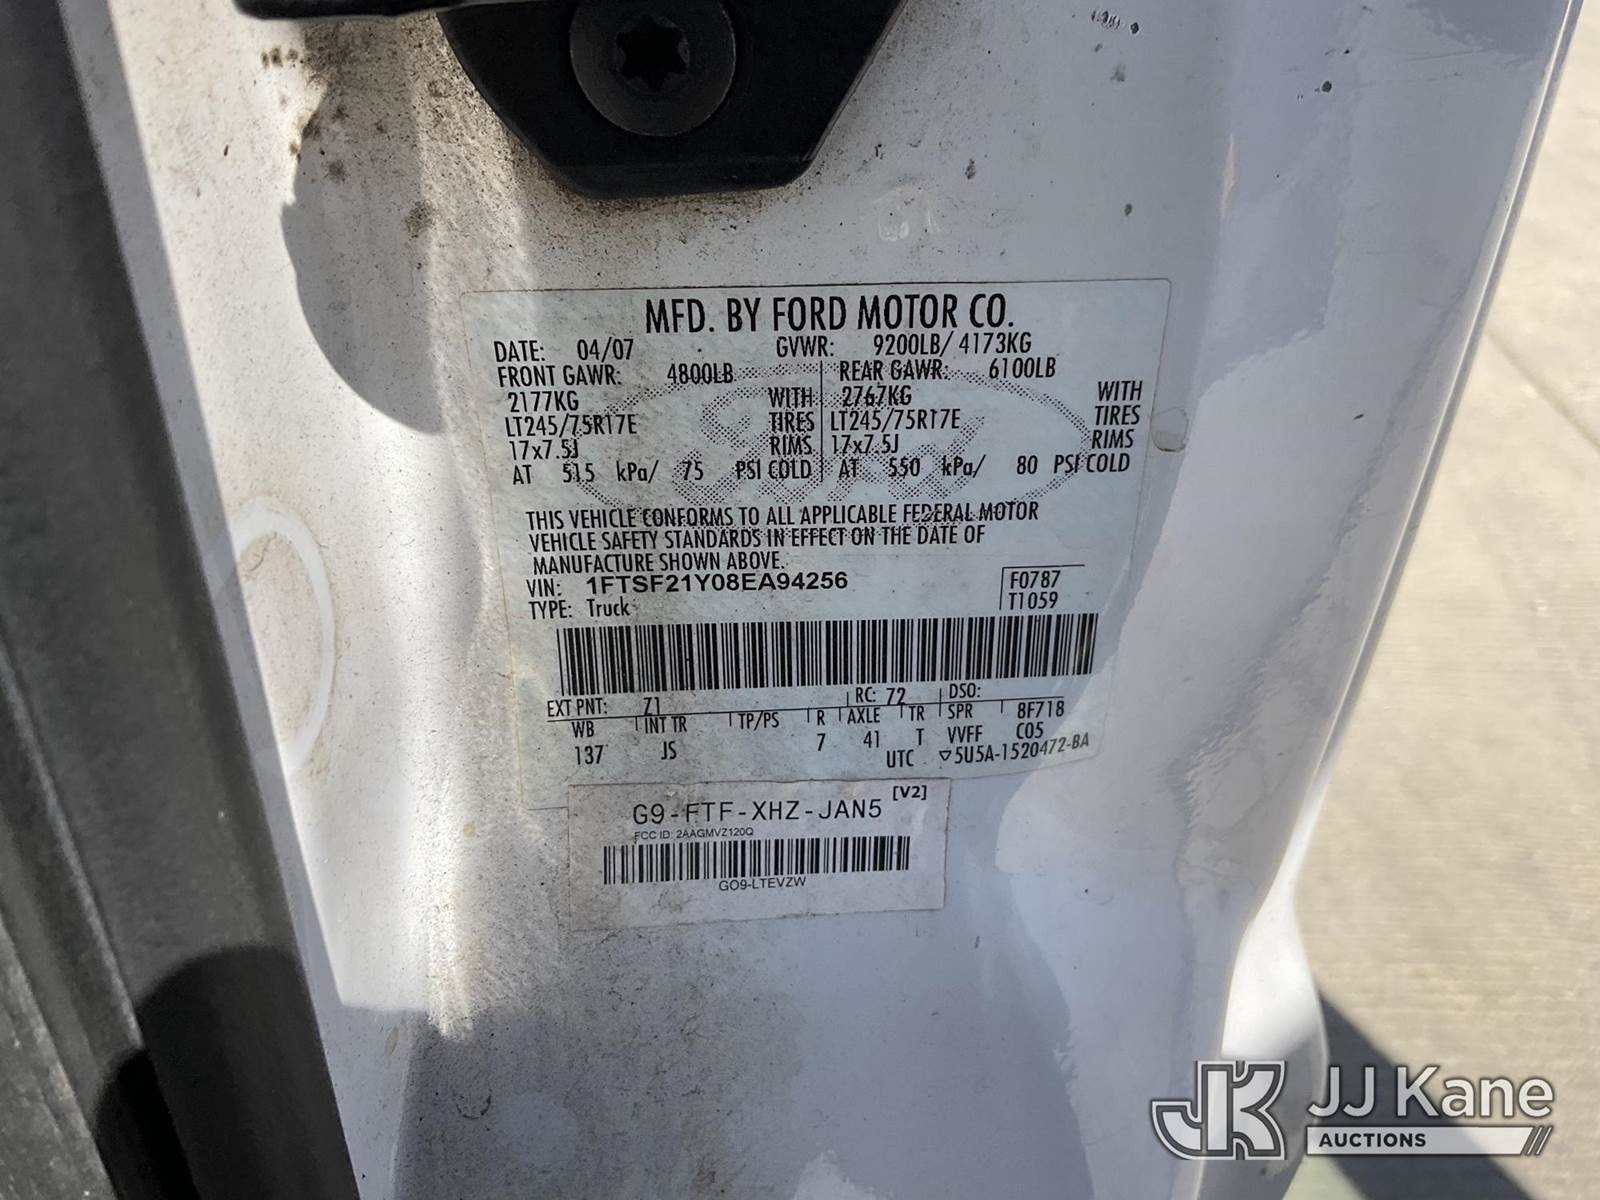 MFD. BY FORD MOTOR CO.
DATE: 04/07 GVWR: 9200LB/ 4173KG
FRONT GAWR: 4800LB REAR GAWR: 6100LB
2177KG WITH 2767KG WITH
LT245/75R17E TIRES LT245/75R17E TIRES
17x7.5J RIMS 17x7.5J RIMS
AT 515 kPa/ 75 PSI COLD AT 550 kPa/ 80 PSI COLD
THIS VEHICLE CONFORMS TO ALL APPLICABLE FEDERAL MOTOR
VEHICLE SAFETY STANDARDS IN EFFECT ON THE DATE OF
MANUFACTURE SHOWN ABOVE.
VIN: 1FTSF21Y08EA94256 F0787
TYPE: Truck T1059
EXT PNT: Z1 RC: 72 DSO:
WB INT TR TP/PS R AXLE TR SPR 8F718
137 JS 7 41 T VVFF C05
UTC ▽5U5A-1520472-BA
G9-FTF-XHZ-JAN5 [V2]
FCC ID: 2AAGMVZ120Q
GO9-LTEVZW
JK JJ Kane
AUCTIONS